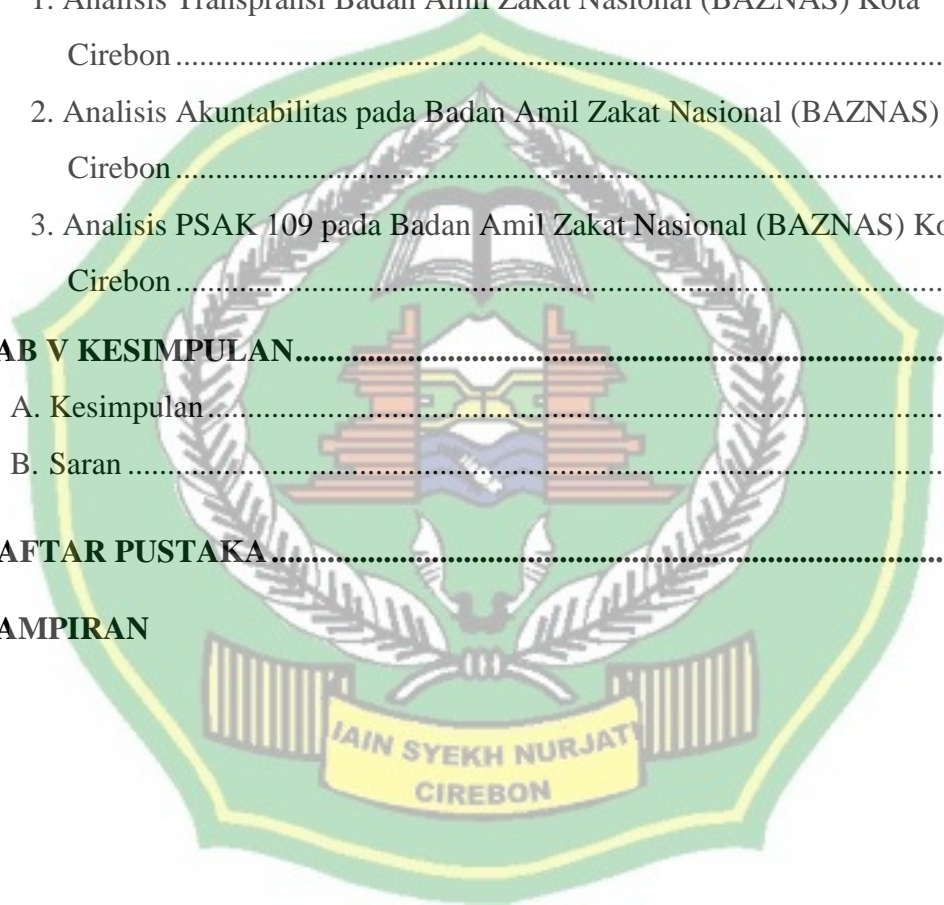 1. Analisis Transpransi Badan Amil Zakat Nasional (BAZNAS) Kota
Cirebon ..........................................................................................
2. Analisis Akuntabilitas pada Badan Amil Zakat Nasional (BAZNAS)
Cirebon ..........................................................................................
3. Analisis PSAK 109 pada Badan Amil Zakat Nasional (BAZNAS) Ko
Cirebon ..........................................................................................
AB V KESIMPULAN..........................................................................
A. Kesimpulan....................................................................................
B. Saran ..............................................................................................
AFTAR PUSTAKA ............................................................................
AMPIRAN
IAIN SYEKH NURJATI
CIREBON